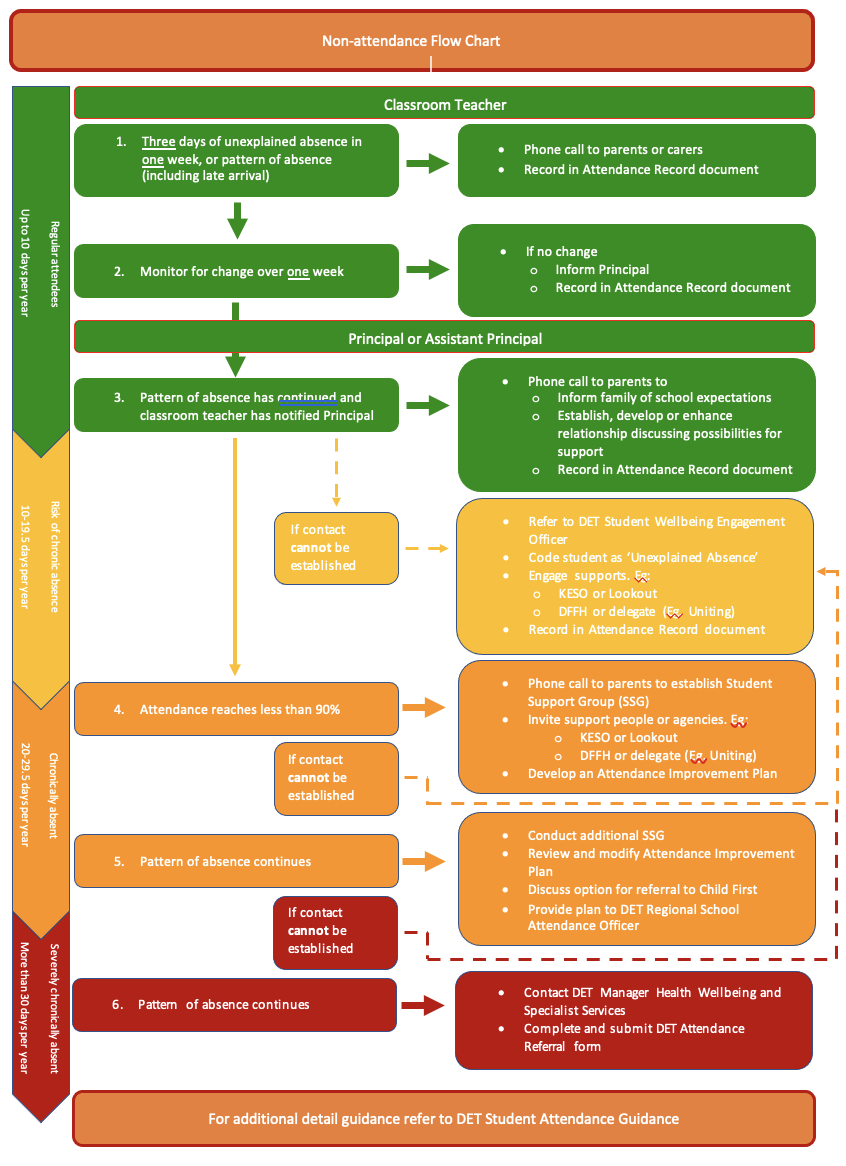 Non-attendance Flow Chart
Classroom Teacher
Regular attendees
Up to 10 days per year
1. Three days of unexplained absence in
one week, or pattern of absence
(including late arrival)
• Phone call to parents or carers
• Record in Attendance Record document
2. Monitor for change over one week
• If no change
o Inform Principal
o Record in Attendance Record document
Principal or Assistant Principal
3. Pattern of absence has continued and
classroom teacher has notified Principal
• Phone call to parents to
o Inform family of school expectations
o Establish, develop or enhance
relationship discussing possibilities for
support
o Record in Attendance Record document
Risk of chronic absence
10-19.5 days per year
If contact
cannot be
established
• Refer to DET Student Wellbeing Engagement
Officer
• Code student as ‘Unexplained Absence’
• Engage supports. Eg:
o KESO or Lookout
o DFFH or delegate (Eg. Uniting)
• Record in Attendance Record document
Chronically absent
20-29.5 days per year
4. Attendance reaches less than 90%
• Phone call to parents to establish Student
Support Group (SSG)
• Invite support people or agencies. Eg:
o KESO or Lookout
o DFFH or delegate (Eg. Uniting)
• Develop an Attendance Improvement Plan
If contact
cannot be
established
5. Pattern of absence continues
• Conduct additional SSG
• Review and modify Attendance Improvement
Plan
• Discuss option for referral to Child First
• Provide plan to DET Regional School
Attendance Officer
If contact
cannot be
established
Severely chronically absent
More than 30 days per year
6. Pattern of absence continues
• Contact DET Manager Health Wellbeing and
Specialist Services
• Complete and submit DET Attendance
Referral form
For additional detail guidance refer to DET Student Attendance Guidance